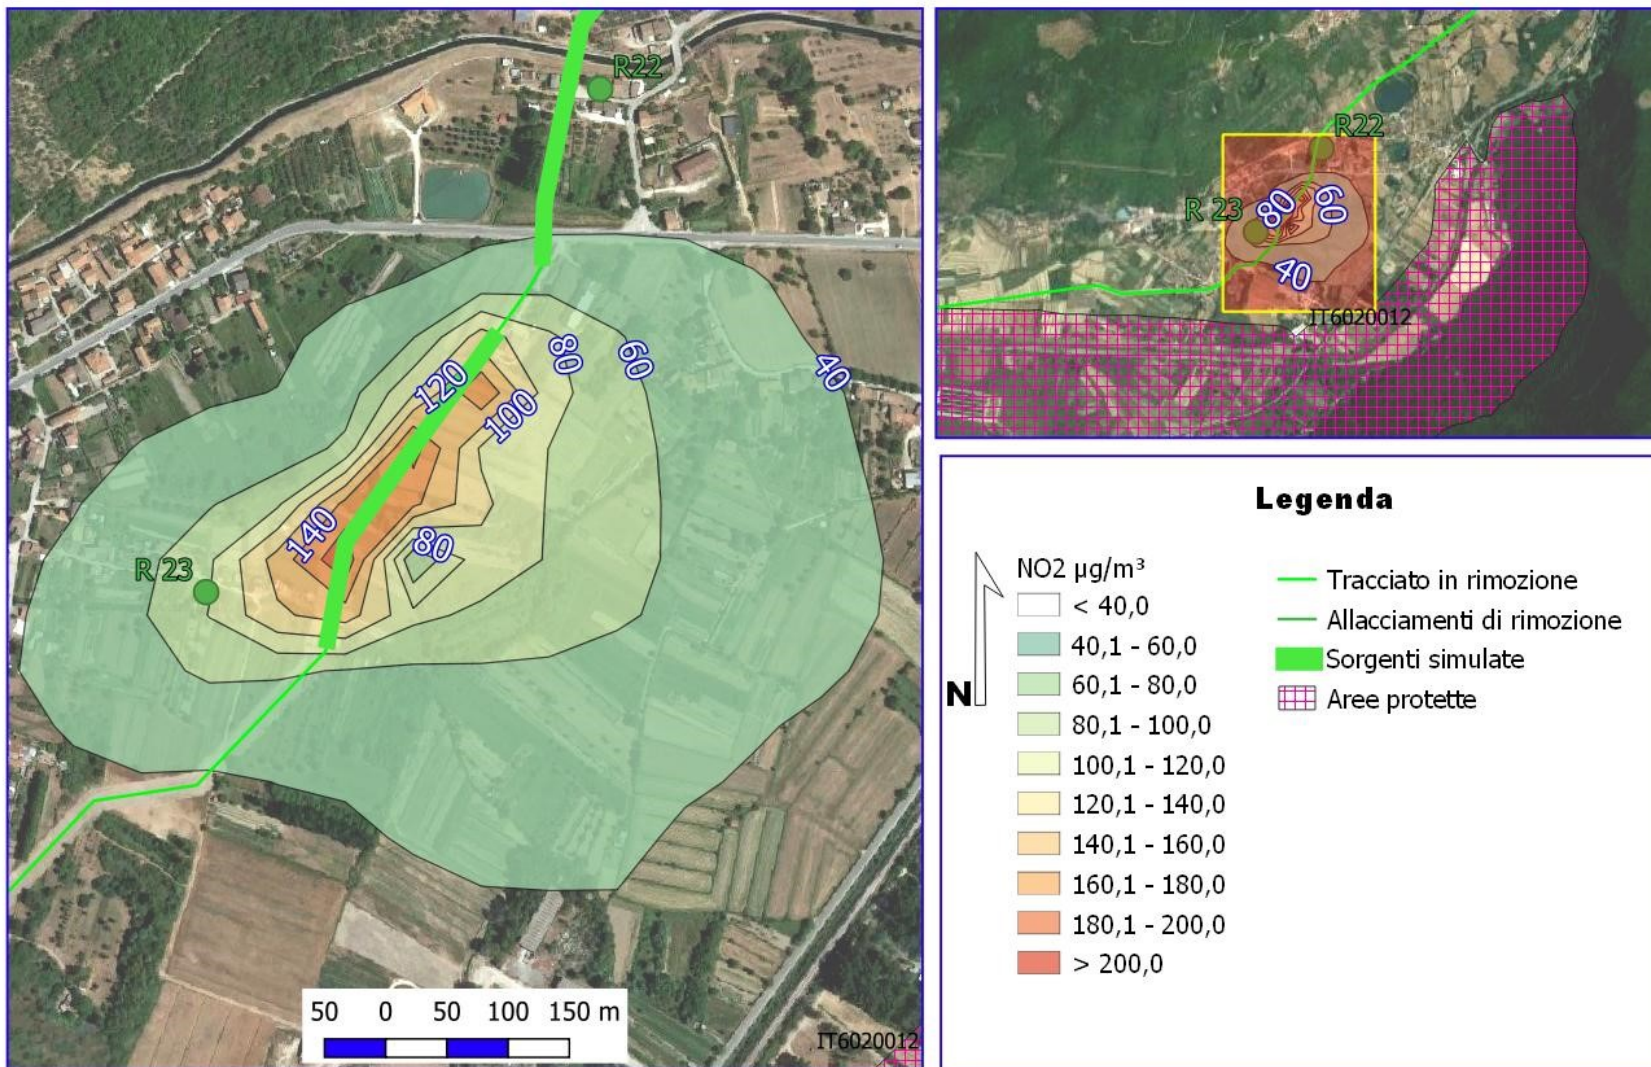 R22
80
60
40
120
100
140
80
R 23
50 0 50 100 150 m
IT6020012
R22
R 23
80
60
40
IT6020012
Legenda
N
NO2 µg/m³
< 40,0
40,1 - 60,0
60,1 - 80,0
80,1 - 100,0
100,1 - 120,0
120,1 - 140,0
140,1 - 160,0
160,1 - 180,0
180,1 - 200,0
> 200,0
Tracciato in rimozione
Allacciamenti di rimozione
Sorgenti simulate
Aree protette